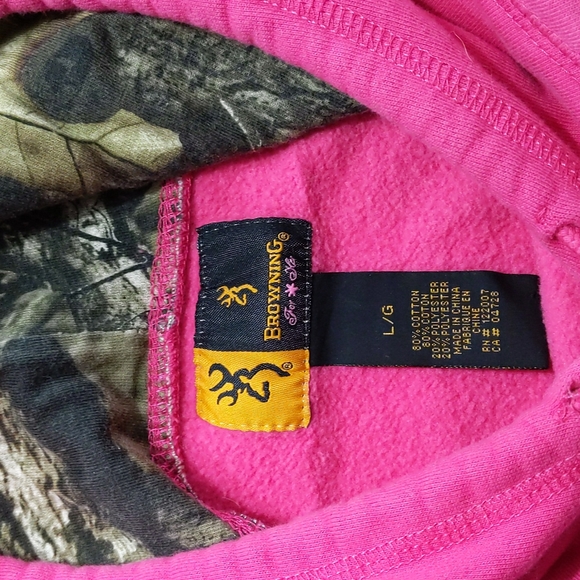 BROWNING®
For ★ Her
L/G
80% COTTON
80% COTON
20% POLYESTER
20% POLYESTER
MADE IN CHINA
FABRIQUE EN
CHINE
RN# 122007
CA# 04728